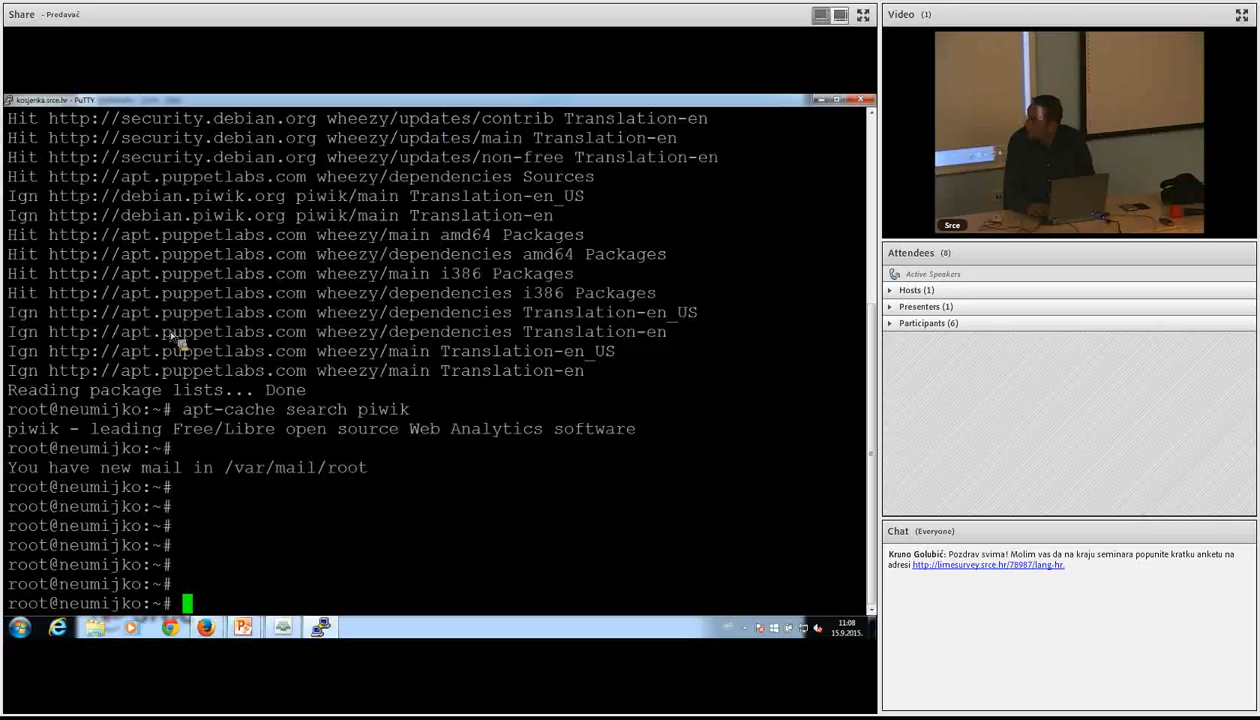 Share - Predavač
kosjenka.srce.hr - PuTTY
Hit http://security.debian.org wheezy/updates/contrib Translation-en
Hit http://security.debian.org wheezy/updates/main Translation-en
Hit http://security.debian.org wheezy/updates/non-free Translation-en
Hit http://apt.puppetlabs.com wheezy/dependencies Sources
Ign http://debian.piwik.org piwik/main Translation-en_US
Ign http://debian.piwik.org piwik/main Translation-en
Hit http://apt.puppetlabs.com wheezy/main amd64 Packages
Hit http://apt.puppetlabs.com wheezy/dependencies amd64 Packages
Hit http://apt.puppetlabs.com wheezy/main i386 Packages
Hit http://apt.puppetlabs.com wheezy/dependencies i386 Packages
Ign http://apt.puppetlabs.com wheezy/dependencies Translation-en_US
Ign http://apt.puppetlabs.com wheezy/dependencies Translation-en
Ign http://apt.puppetlabs.com wheezy/main Translation-en_US
Ign http://apt.puppetlabs.com wheezy/main Translation-en
Reading package lists... Done
root@neumijko:~# apt-cache search piwik
piwik - leading Free/Libre open source Web Analytics software
root@neumijko:~#
You have new mail in /var/mail/root
root@neumijko:~#
root@neumijko:~#
root@neumijko:~#
root@neumijko:~#
root@neumijko:~#
root@neumijko:~#
root@neumijko:~#
11:08
15.9.2015.
Video (1)
Srce
Attendees (8)
Active Speakers
Hosts (1)
Presenters (1)
Participants (6)
Chat (Everyone)
Kruno Golubić: Pozdrav svima! Molim vas da na kraju seminara popunite kratku anketu na
adresi http://limesurvey.srce.hr/78987/lang-hr.